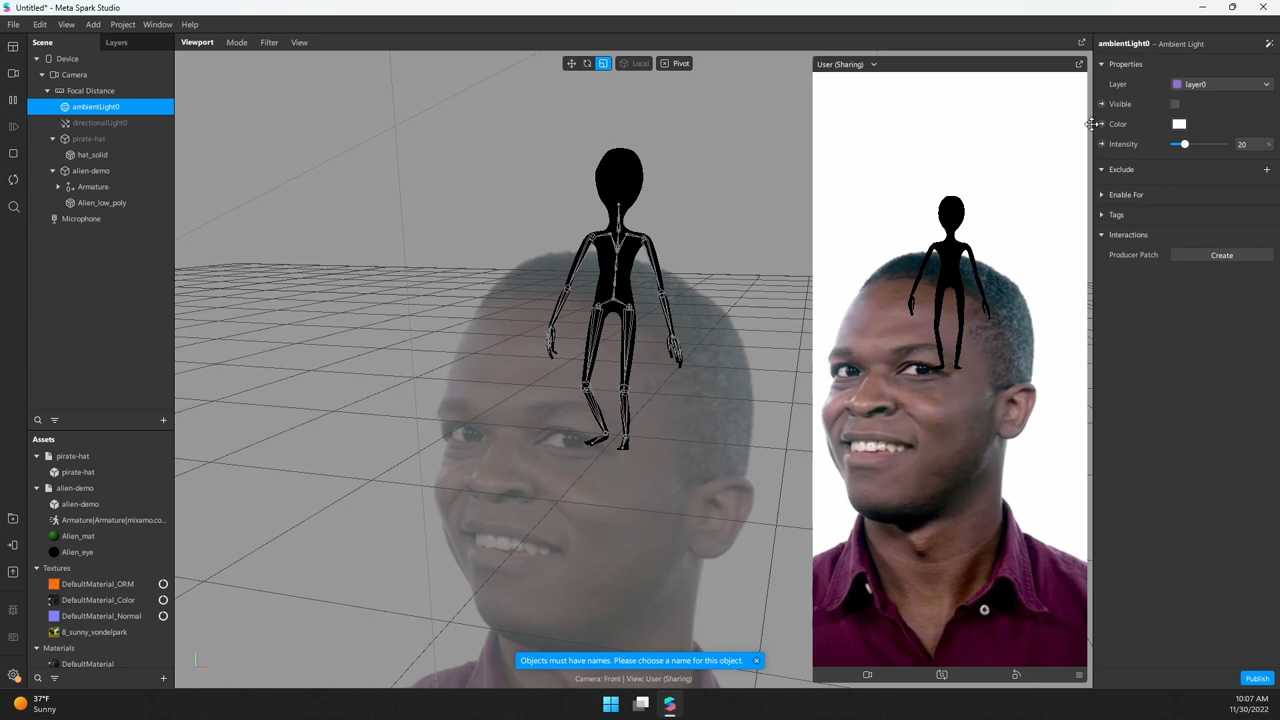 Untitled* - Meta Spark Studio
File Edit View Add Project Window Help
Scene Layers
Device
Camera
Focal Distance
ambientLight0
directionalLight0
pirate-hat
hat_solid
alien-demo
Armature
Alien_low_poly
Microphone
Assets
pirate-hat
pirate-hat
alien-demo
alien-demo
Armature|Armature|mixamo.co...
Alien_mat
Alien_eye
Textures
DefaultMaterial_ORM
DefaultMaterial_Color
DefaultMaterial_Normal
8_sunny_vondelpark
Materials
DefaultMaterial
Viewport Mode Filter View
Local Pivot
User (Sharing)
Objects must have names. Please choose a name for this object.
Camera: Front | View: User (Sharing)
ambientLight0 – Ambient Light
Properties
Layer layer0
Visible
Color
Intensity 20 %
Exclude
Enable For
Tags
Interactions
Producer Patch Create
Publish
37°F
Sunny
10:07 AM
11/30/2022